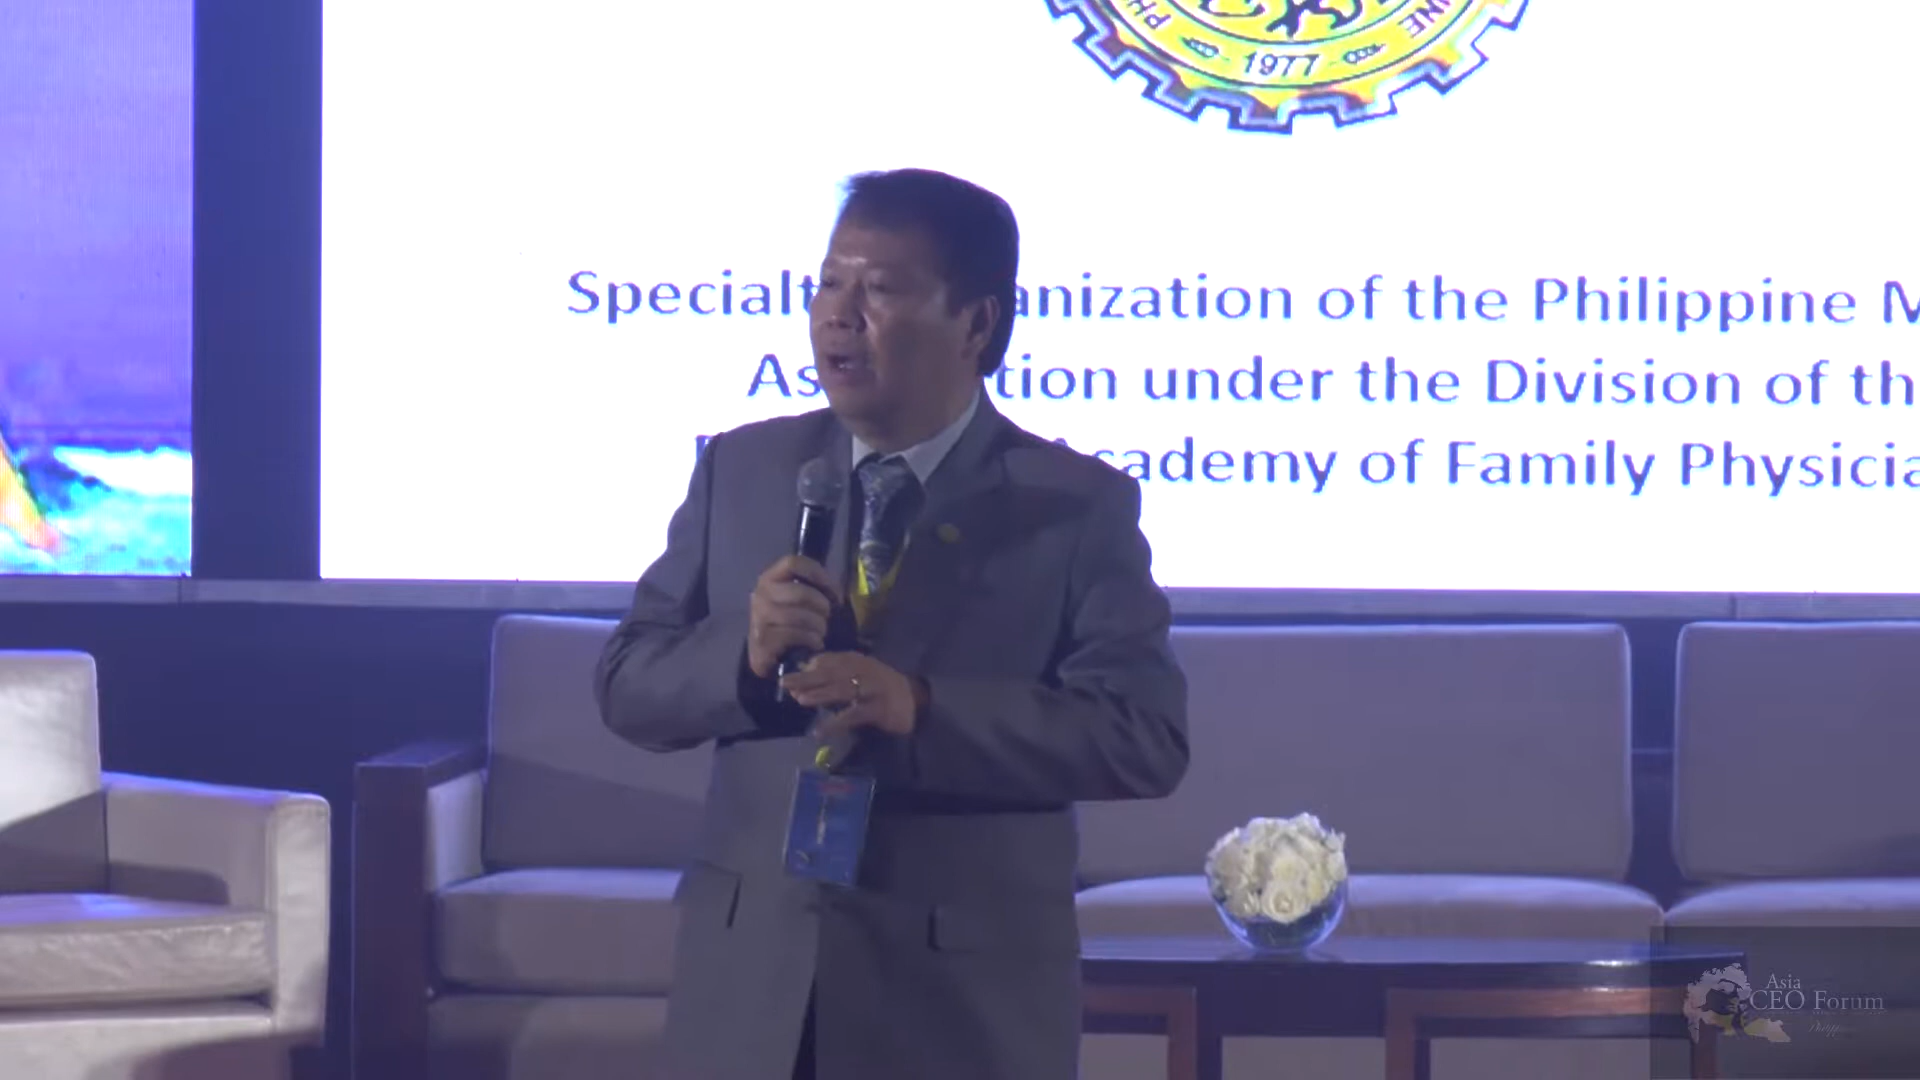 1977
Specialt anization of the Philippine M
As tion under the Division of th
cademy of Family Physicia
Asia
CEO Forum
Philippines